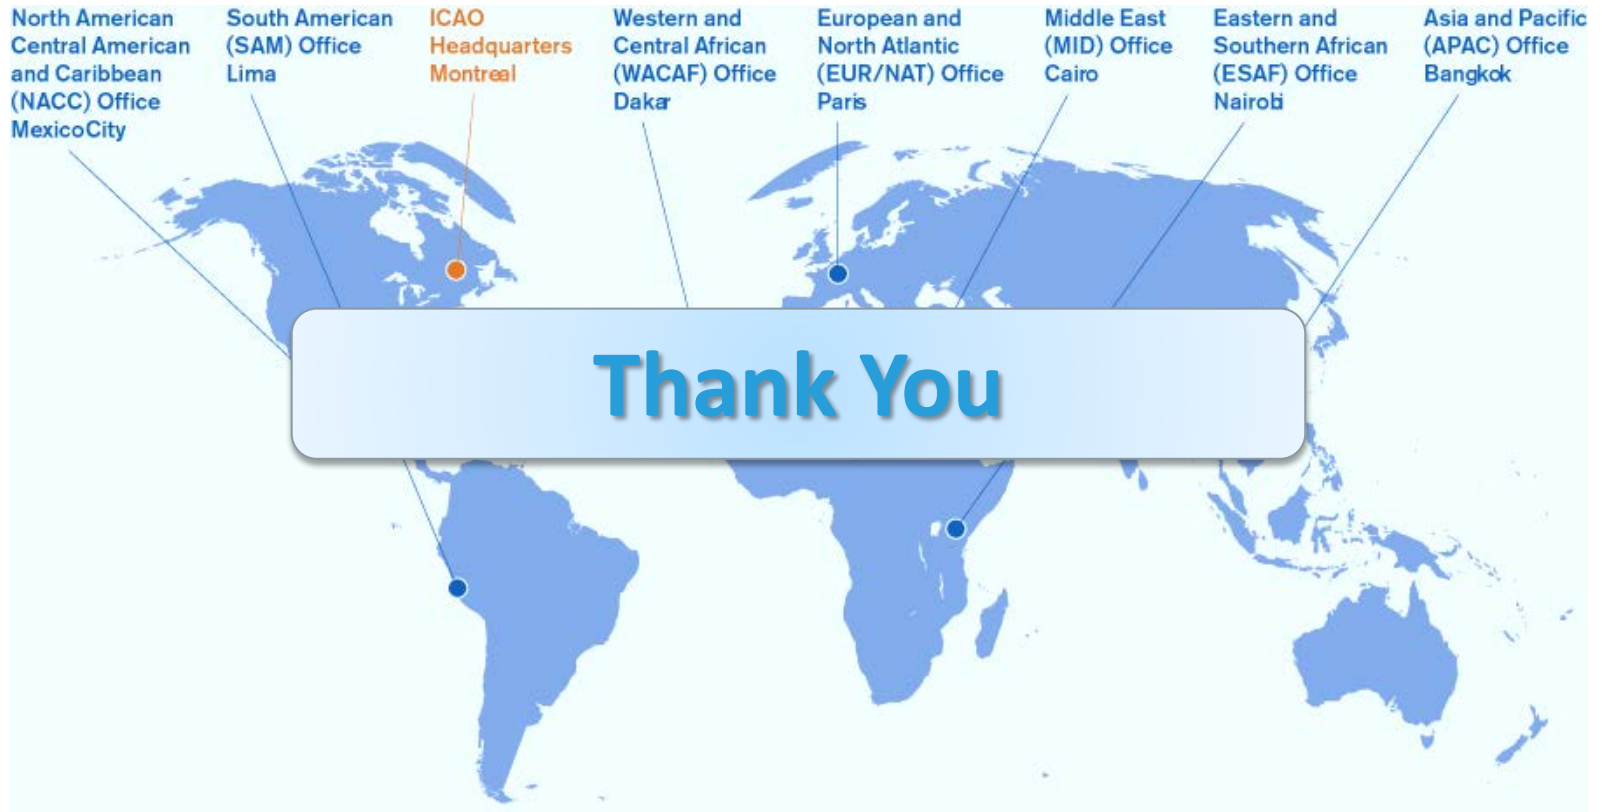 North American
Central American
and Caribbean
(NACC) Office
MexicoCity
South American
(SAM) Office
Lima
ICAO
Headquarters
Montreal
Western and
Central African
(WACAF) Office
Dakar
European and
North Atlantic
(EUR/NAT) Office
Paris
Middle East
(MID) Office
Cairo
Eastern and
Southern African
(ESAF) Office
Nairobi
Asia and Pacific
(APAC) Office
Bangkok
Thank You